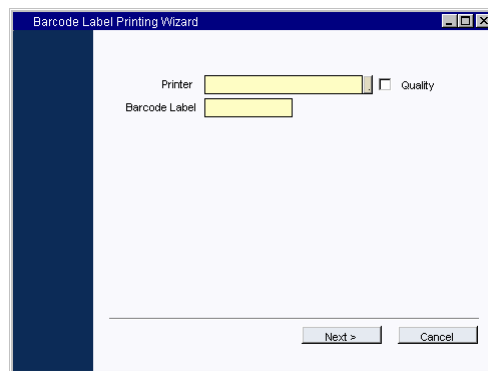 Barcode Label Printing Wizard
Printer
Quality
Barcode Label
Next >
Cancel